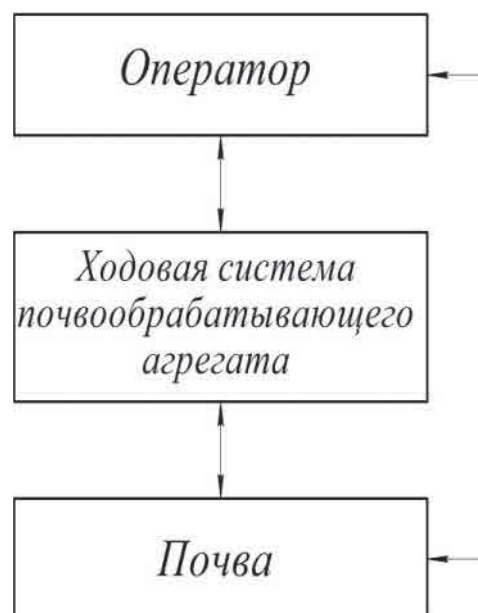 Оператор
Ходовая система
почвообрабатывающего
агрегата
Почва